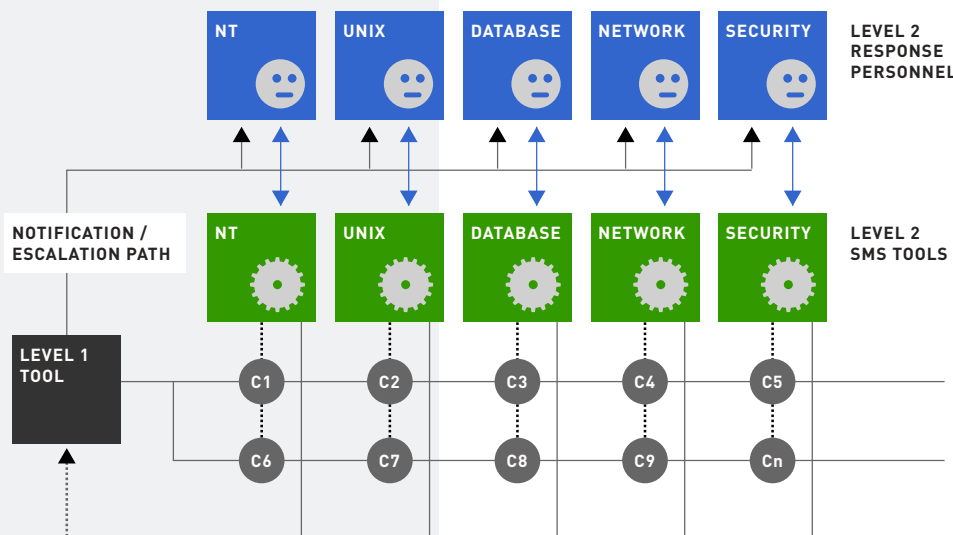 NT
UNIX
DATABASE
NETWORK
SECURITY
LEVEL 2
RESPONSE
PERSONNEL
NOTIFICATION /
ESCALATION PATH
NT
UNIX
DATABASE
NETWORK
SECURITY
LEVEL 2
SMS TOOLS
LEVEL 1
TOOL
C1
C2
C3
C4
C5
C6
C7
C8
C9
Cn